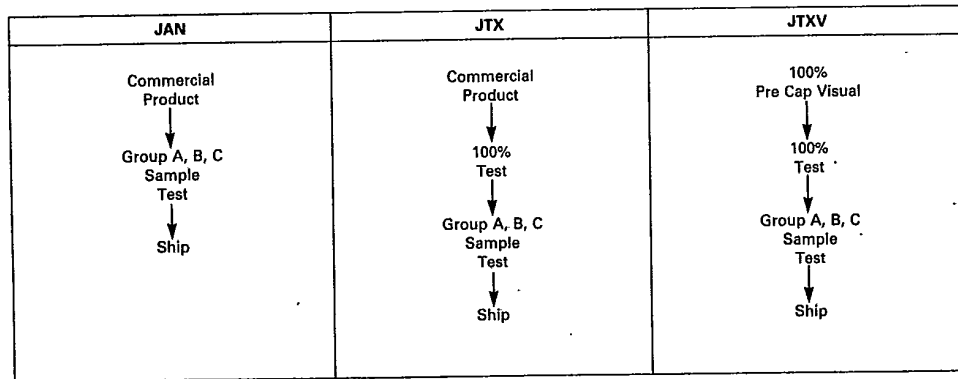 JAN
Commercial
Product
Group A, B, C
Sample
Test
Ship
JTX
Commercial
Product
100%
Test
Group A, B, C
Sample
Test
Ship
JTXV
100%
Pre Cap Visual
100%
Test
Group A, B, C
Sample
Test
Ship